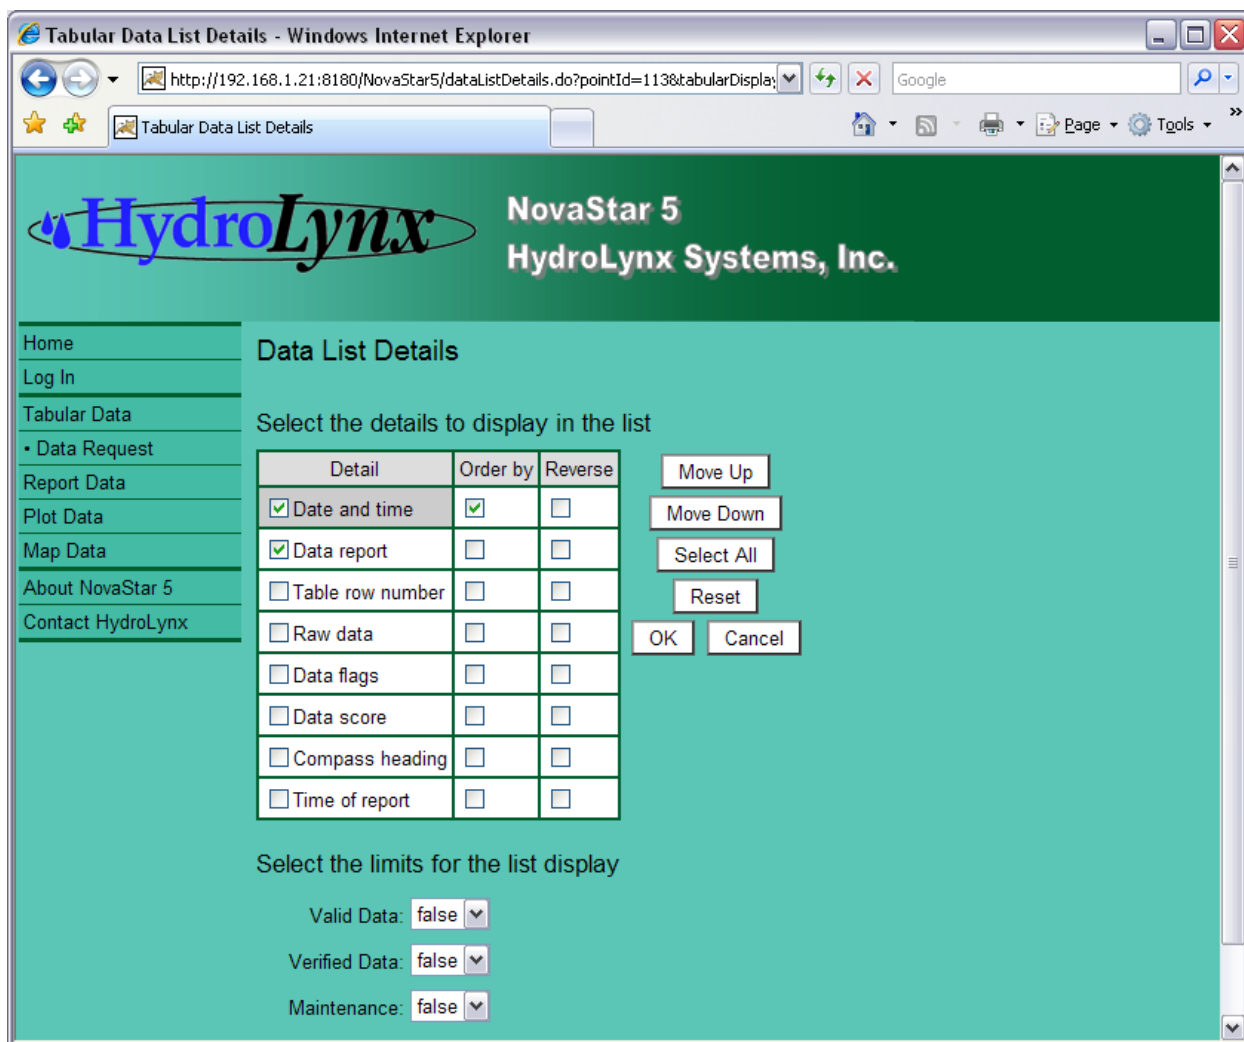 Tabular Data List Details - Windows Internet Explorer
http://192.168.1.21:8180/NovaStar5/dataListDetails.do?pointId=113&tabularDisplay
Google
Tabular Data List Details
Page
Tools
»
HydroLynx
NovaStar 5
HydroLynx Systems, Inc.
Home
Log In
Tabular Data
• Data Request
Report Data
Plot Data
Map Data
About NovaStar 5
Contact HydroLynx
Data List Details
Select the details to display in the list
Detail Order by Reverse
Date and time
Data report
Table row number
Raw data
Data flags
Data score
Compass heading
Time of report
Move Up
Move Down
Select All
Reset
OK Cancel
Select the limits for the list display
Valid Data: false
Verified Data: false
Maintenance: false